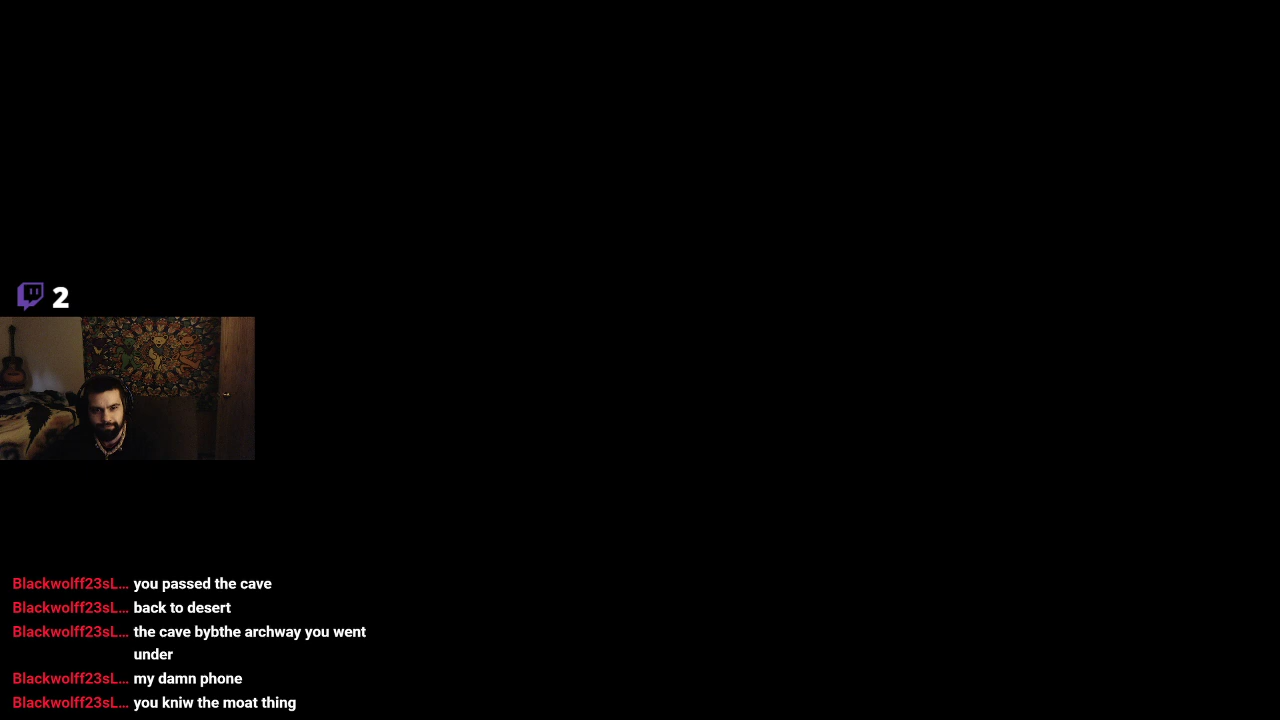 2
Blackwolff23sL... you passed the cave
Blackwolff23sL... back to desert
Blackwolff23sL... the cave bybthe archway you went
under
Blackwolff23sL... my damn phone
Blackwolff23sL... you kniw the moat thing